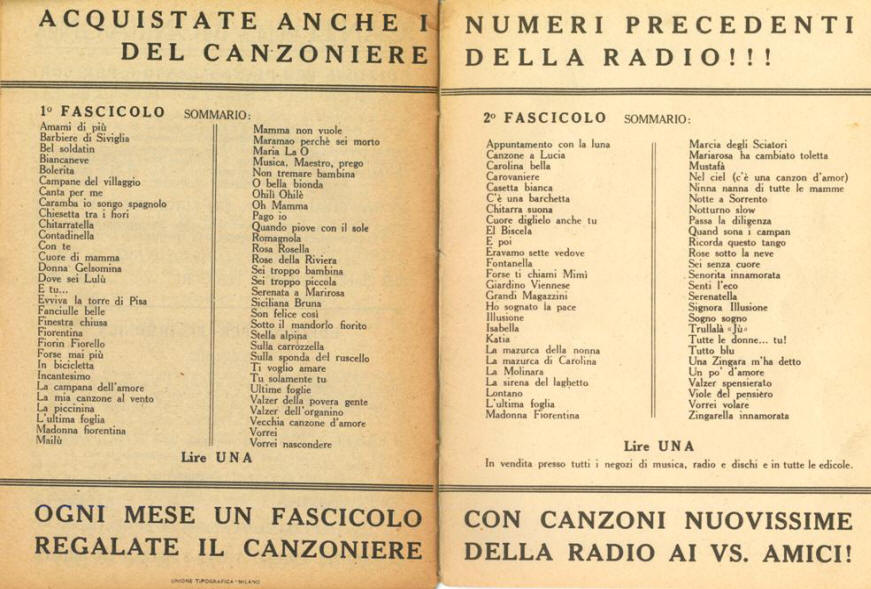 ACQUISTATE ANCHE I NUMERI PRECEDENTI
DEL CANZONIERE DELLA RADIO!!!
1º FASCICOLO SOMMARIO:
Amami di più
Barbiere di Siviglia
Bel soldatin
Biancaneve
Bolerita
Campane del villaggio
Canta per me
Caramba io songo spagnolo
Chiesetta tra i fiori
Chitarratella
Contadinella
Con te
Cuore di mamma
Donna Gelsomina
Dove sei Lulù
E tu...
Evviva la torre di Pisa
Fanciulle belle
Finestra chiusa
Fiorentina
Fiorin Fiorello
Forse mai più
In bicicletta
Incantesimo
La campana dell'amore
La mia canzone al vento
La piccinina
L'ultima foglia
Madonna fiorentina
Mailù
Mamma non vuole
Maramao perchè sei morto
Maria La O
Musica, Maestro, prego
Non tremare bambina
O bella bionda
Ohilì Ohilè
Oh Mamma
Pago io
Quando piove con il sole
Romagnola
Rosa Rosella
Rose della Riviera
Sei troppo bambina
Sei troppo piccola
Serenata a Marirosa
Siciliana Bruna
Son felice così
Sotto il mandorlo fiorito
Stella alpina
Sulla carrozzella
Sulla sponda del ruscello
Ti voglio amare
Tu solamente tu
Ultime foglie
Valzer della povera gente
Valzer dell'organino
Vecchia canzone d'amore
Vorrei
Vorrei nascondere
Lire UNA
2º FASCICOLO SOMMARIO:
Appuntamento con la luna
Canzone a Lucia
Carolina bella
Carovaniere
Casetta bianca
C'è una barchetta
Chitarra suona
Cuore diglielo anche tu
El Biscela
E poi
Eravamo sette vedove
Fontanella
Forse ti chiami Mimì
Giardino Viennese
Grandi Magazzini
Ho sognato la pace
Illusione
Isabella
Katia
La mazurca della nonna
La mazurca di Carolina
La Molinara
La sirena del laghetto
Lontano
L'ultima foglia
Madonna Fiorentina
Marcia degli Sciatori
Mariarosa ha cambiato toletta
Mustafà
Nel ciel (c'è una canzon d'amor)
Ninna nanna di tutte le mamme
Notte a Sorrento
Notturno slow
Passa la diligenza
Quand sona i campan
Ricorda questo tango
Rose sotto la neve
Sei senza cuore
Senorita innamorata
Senti l'eco
Serenatella
Signora Illusione
Sogno sogno
Trullalà «Jù»
Tutte le donne... tu!
Tutto blu
Una Zingara m'ha detto
Un po' d'amore
Valzer spensierato
Viole del pensiero
Vorrei volare
Zingarella innamorata
Lire UNA
In vendita presso tutti i negozi di musica, radio e dischi e in tutte le edicole.
OGNI MESE UN FASCICOLO CON CANZONI NUOVISSIME
REGALATE IL CANZONIERE DELLA RADIO AI VS. AMICI!
UNIONE TIPOGRAFICA - MILANO